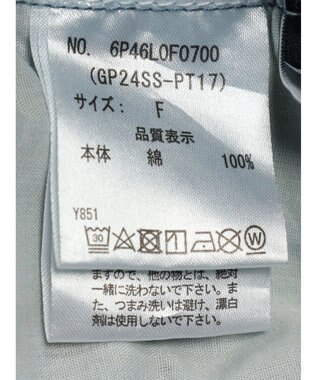 NO. 6P46L0F0700
(GP24SS-PT17)
サイズ: F
品質表示
本体 綿 100%
Y851
30
W
ますので、他の物とは、絶対
一緒に洗わないで下さい。ま
た、つまみ洗いは避け、漂白
剤は使用しないで下さい。